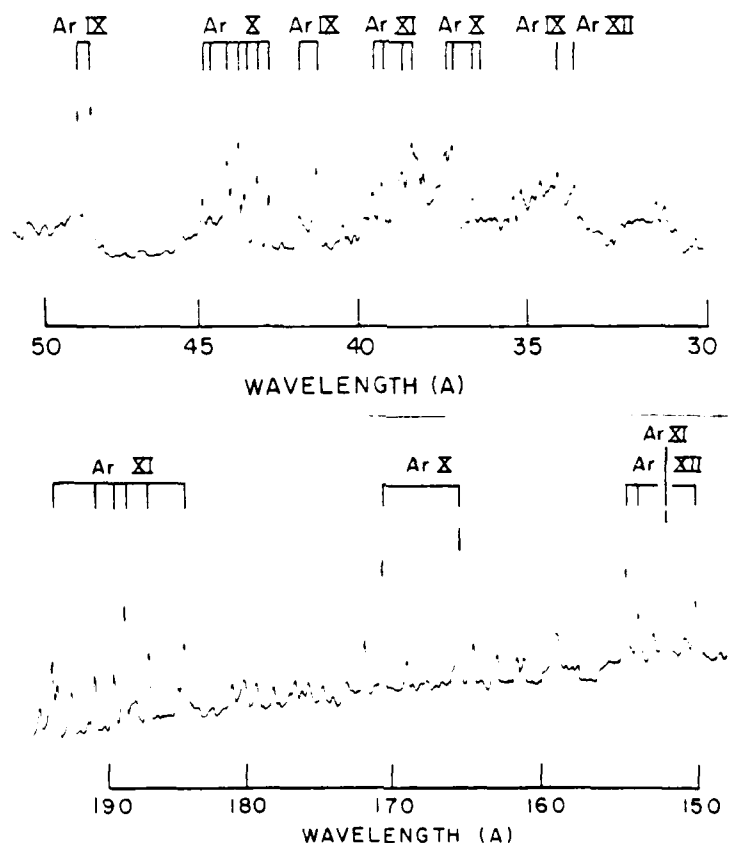 Ar IX Ar X Ar IX Ar XI Ar X Ar IX Ar XII
50 45 40 35 30
WAVELENGTH (A)
Ar XI
Ar XI Ar X Ar XII
190 180 170 160 150
WAVELENGTH (A)